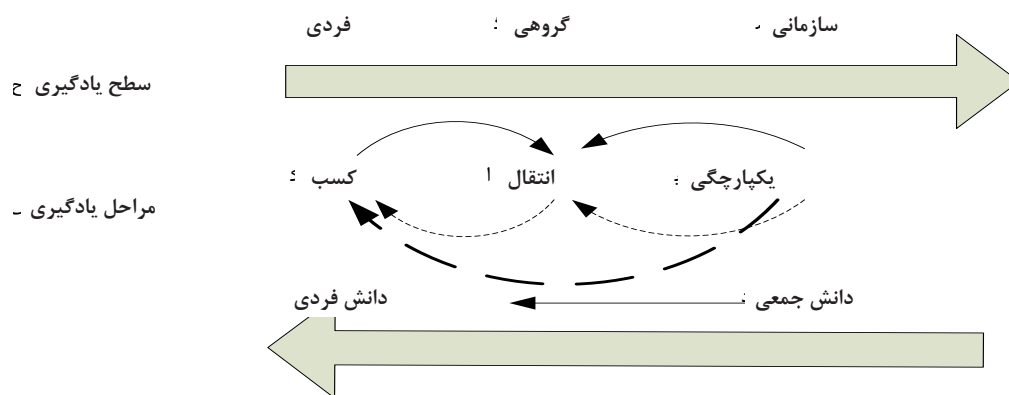 سازمانی گروهی فردی
سطح یادگیری
یکپارچگی انتقال کسب
مراحل یادگیری
دانش جمعی دانش فردی